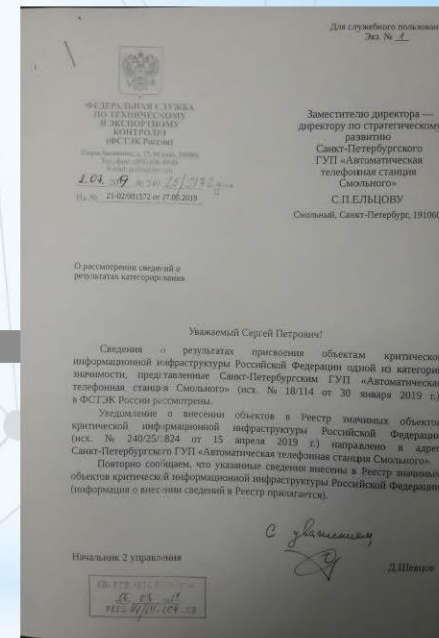 Для служебного пользован
Экз. № 1
ФЕДЕРАЛЬНАЯ СЛУЖБА
ПО ТЕХНИЧЕСКОМУ
И ЭКСПОРТНОМУ
КОНТРОЛЮ
(ФСТЭК России)
№ 240
На № 21-02/001572 от 27.05.2019
Заместителю директора —
директору по стратегическому
развитию
Санкт-Петербургского
ГУП «Автоматическая
телефонная станция
Смольного»
С.П.ЕЛЬЦОВУ
Смольный, Санкт-Петербург, 191060
О рассмотрении сведений о
результатах категорирования
Уважаемый Сергей Петрович!
Сведения о результатах присвоения объектам критической
информационной инфраструктуры Российской Федерации одной из категорий
значимости, представленные Санкт-Петербургским ГУП «Автоматическая
телефонная станция Смольного» (исх. № 18/114 от 30 января 2019 г.)
в ФСТЭК России рассмотрены.
Уведомление о внесении объектов в Реестр значимых объектов
критической информационной инфраструктуры Российской Федерации
(исх. № 240/25/1824 от 15 апреля 2019 г.) направлено в адрес
Санкт-Петербургского ГУП «Автоматическая телефонная станция Смольного».
Повторно сообщаем, что указанные сведения внесены в Реестр значимых
объектов критической информационной инфраструктуры Российской Федерации
(информация о внесении сведений в Реестр прилагается).
С уважением,
Начальник 2 управления
Д.Шевцов